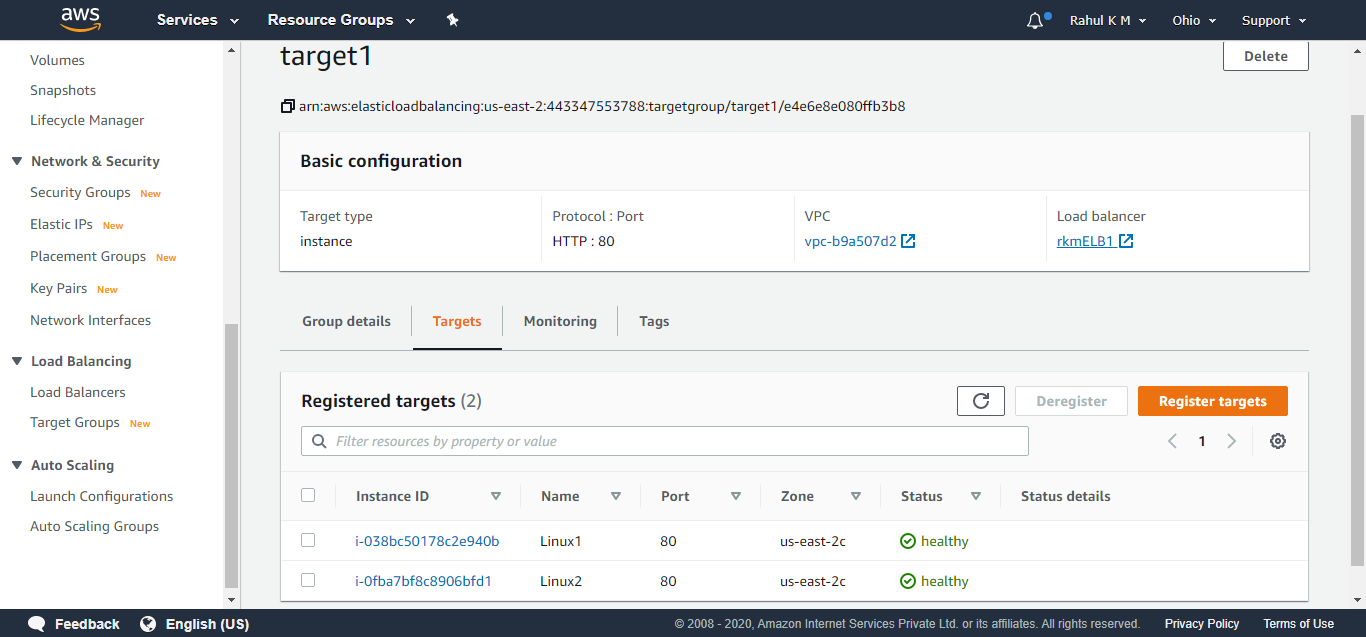 aws Services Resource Groups Rahul K M Ohio Support
Volumes
Snapshots
Lifecycle Manager
Network & Security
Security Groups New
Elastic IPs New
Placement Groups New
Key Pairs New
Network Interfaces
Load Balancing
Load Balancers
Target Groups New
Auto Scaling
Launch Configurations
Auto Scaling Groups
target1 Delete
arn:aws:elasticloadbalancing:us-east-2:443347553788:targetgroup/target1/e4e6e8e080ffb3b8
Basic configuration
Target type Protocol : Port VPC Load balancer
instance HTTP : 80 vpc-b9a507d2 rkmELB1
Group details Targets Monitoring Tags
Registered targets (2) Deregister Register targets
Filter resources by property or value 1
Instance ID Name Port Zone Status Status details
i-038bc50178c2e940b Linux1 80 us-east-2c healthy
i-0fba7bf8c8906bfd1 Linux2 80 us-east-2c healthy
Feedback English (US) © 2008 - 2020, Amazon Internet Services Private Ltd. or its affiliates. All rights reserved. Privacy Policy Terms of Use